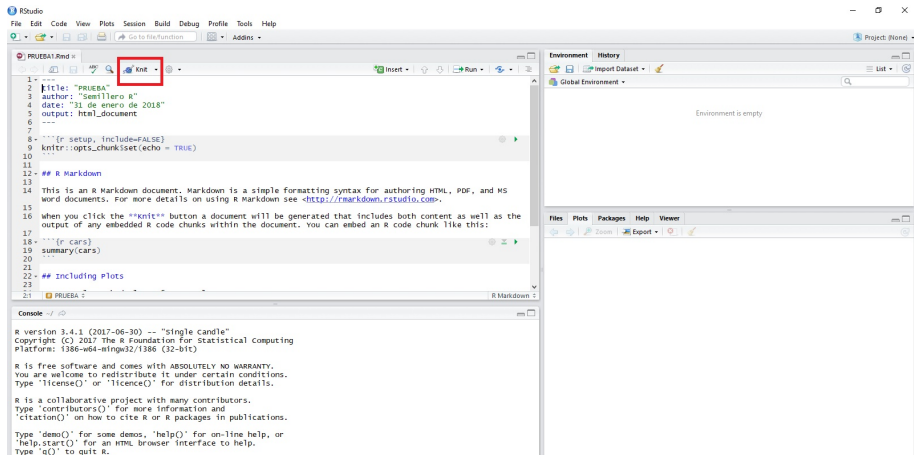 RStudio
File Edit Code View Plots Session Build Debug Profile Tools Help
Go to file/function Addins Project: (None)
PRUEBA1.Rmd
ABC Knit Insert Run
1 ---
2 title: "PRUEBA"
3 author: "Semillero R"
4 date: "31 de enero de 2018"
5 output: html_document
6 ---
7
8 ```{r setup, include=FALSE}
9 knitr::opts_chunk$set(echo = TRUE)
10 ```
11
12 ## R Markdown
13
14 This is an R Markdown document. Markdown is a simple formatting syntax for authoring HTML, PDF, and MS
Word documents. For more details on using R Markdown see <http://rmarkdown.rstudio.com>.
15
16 When you click the **Knit** button a document will be generated that includes both content as well as the
output of any embedded R code chunks within the document. You can embed an R code chunk like this:
17
18 ```{r cars}
19 summary(cars)
20 ```
21
22 ## Including Plots
23
2:1 PRUEBA R Markdown
Console ~/
R version 3.4.1 (2017-06-30) -- "Single Candle"
Copyright (C) 2017 The R Foundation for Statistical Computing
Platform: i386-w64-mingw32/i386 (32-bit)
R is free software and comes with ABSOLUTELY NO WARRANTY.
You are welcome to redistribute it under certain conditions.
Type 'license()' or 'licence()' for distribution details.
R is a collaborative project with many contributors.
Type 'contributors()' for more information and
'citation()' on how to cite R or R packages in publications.
Type 'demo()' for some demos, 'help()' for on-line help, or
'help.start()' for an HTML browser interface to help.
Type 'q()' to quit R.
Environment History
Import Dataset List
Global Environment
Environment is empty
Files Plots Packages Help Viewer
Zoom Export